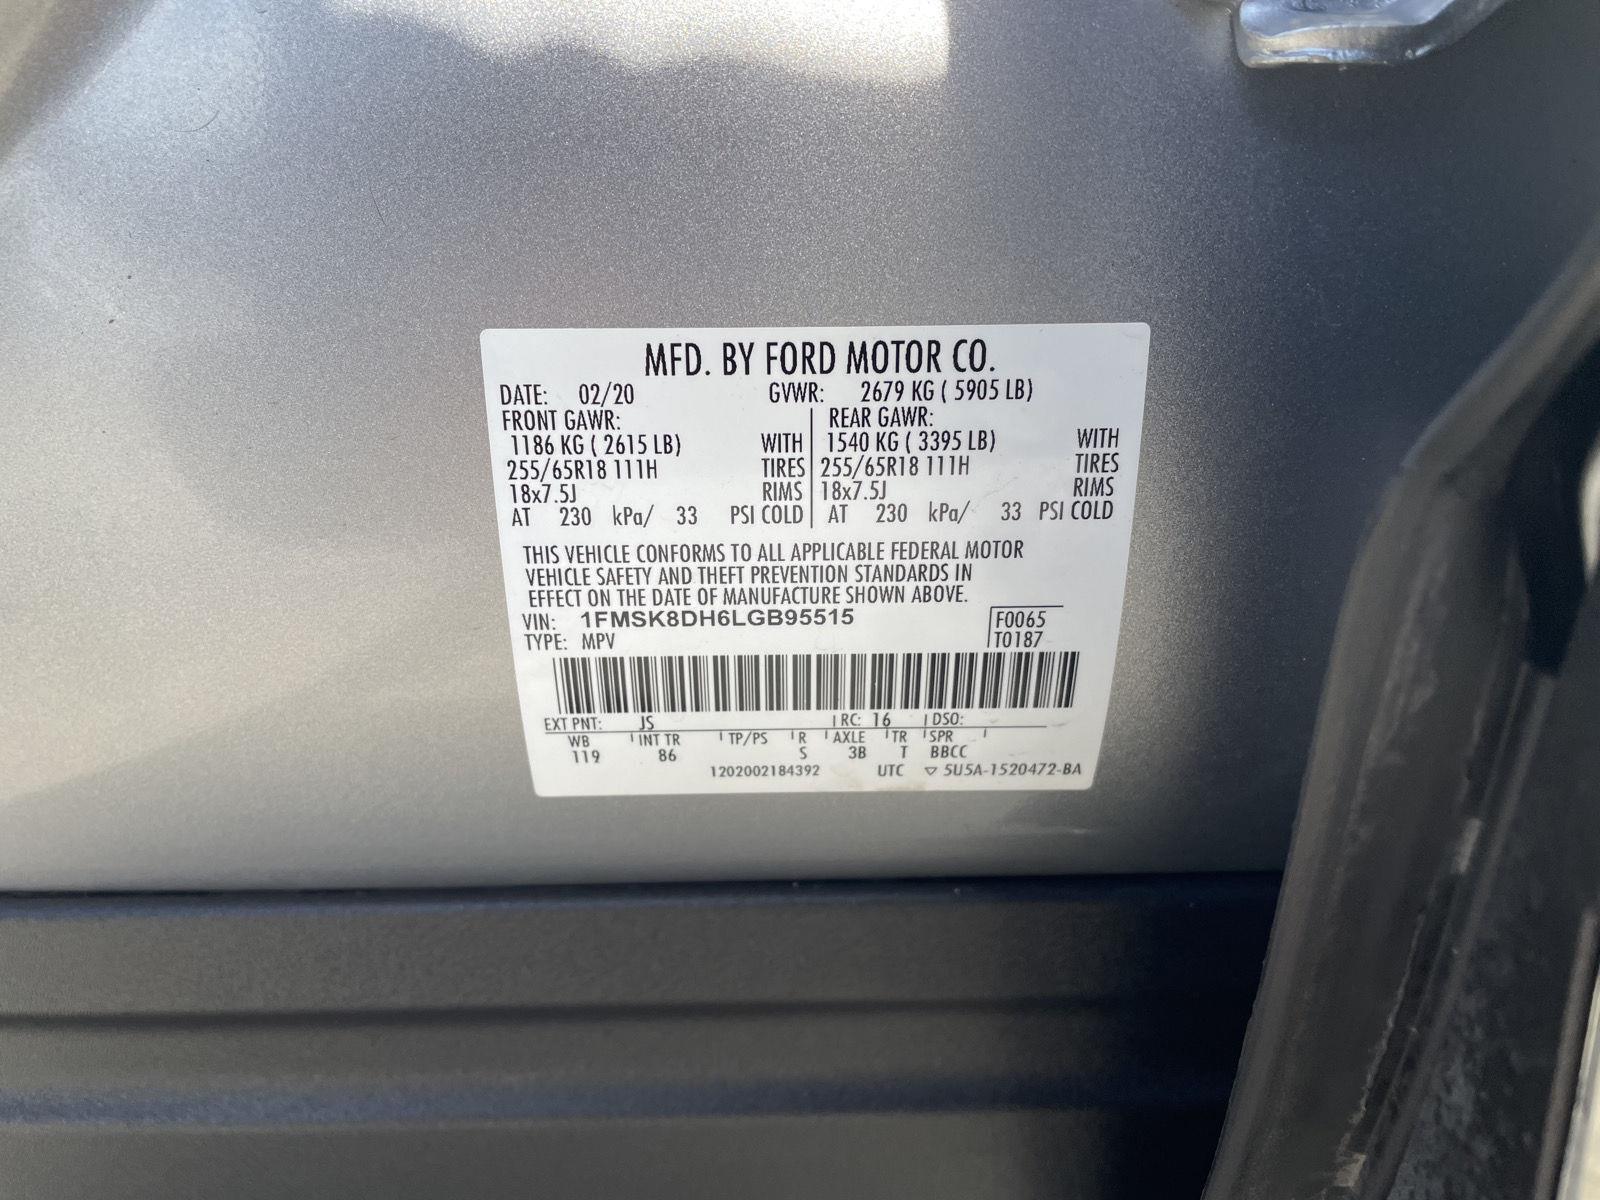 MFD. BY FORD MOTOR CO.
DATE: 02/20 GVWR: 2679 KG ( 5905 LB)
FRONT GAWR: REAR GAWR:
1186 KG ( 2615 LB) WITH 1540 KG ( 3395 LB) WITH
255/65R18 111H TIRES 255/65R18 111H TIRES
18x7.5J RIMS 18x7.5J RIMS
AT 230 kPa/ 33 PSI COLD AT 230 kPa/ 33 PSI COLD
THIS VEHICLE CONFORMS TO ALL APPLICABLE FEDERAL MOTOR
VEHICLE SAFETY AND THEFT PREVENTION STANDARDS IN
EFFECT ON THE DATE OF MANUFACTURE SHOWN ABOVE.
VIN: 1FMSK8DH6LGB95515 F0065
TYPE: MPV T0187
EXT PNT: JS RC: 16 DSO:
WB INT TR TP/PS R AXLE TR SPR
119 86 S 3B T BBCC
1202002184392 UTC ▽ 5U5A-1520472-BA